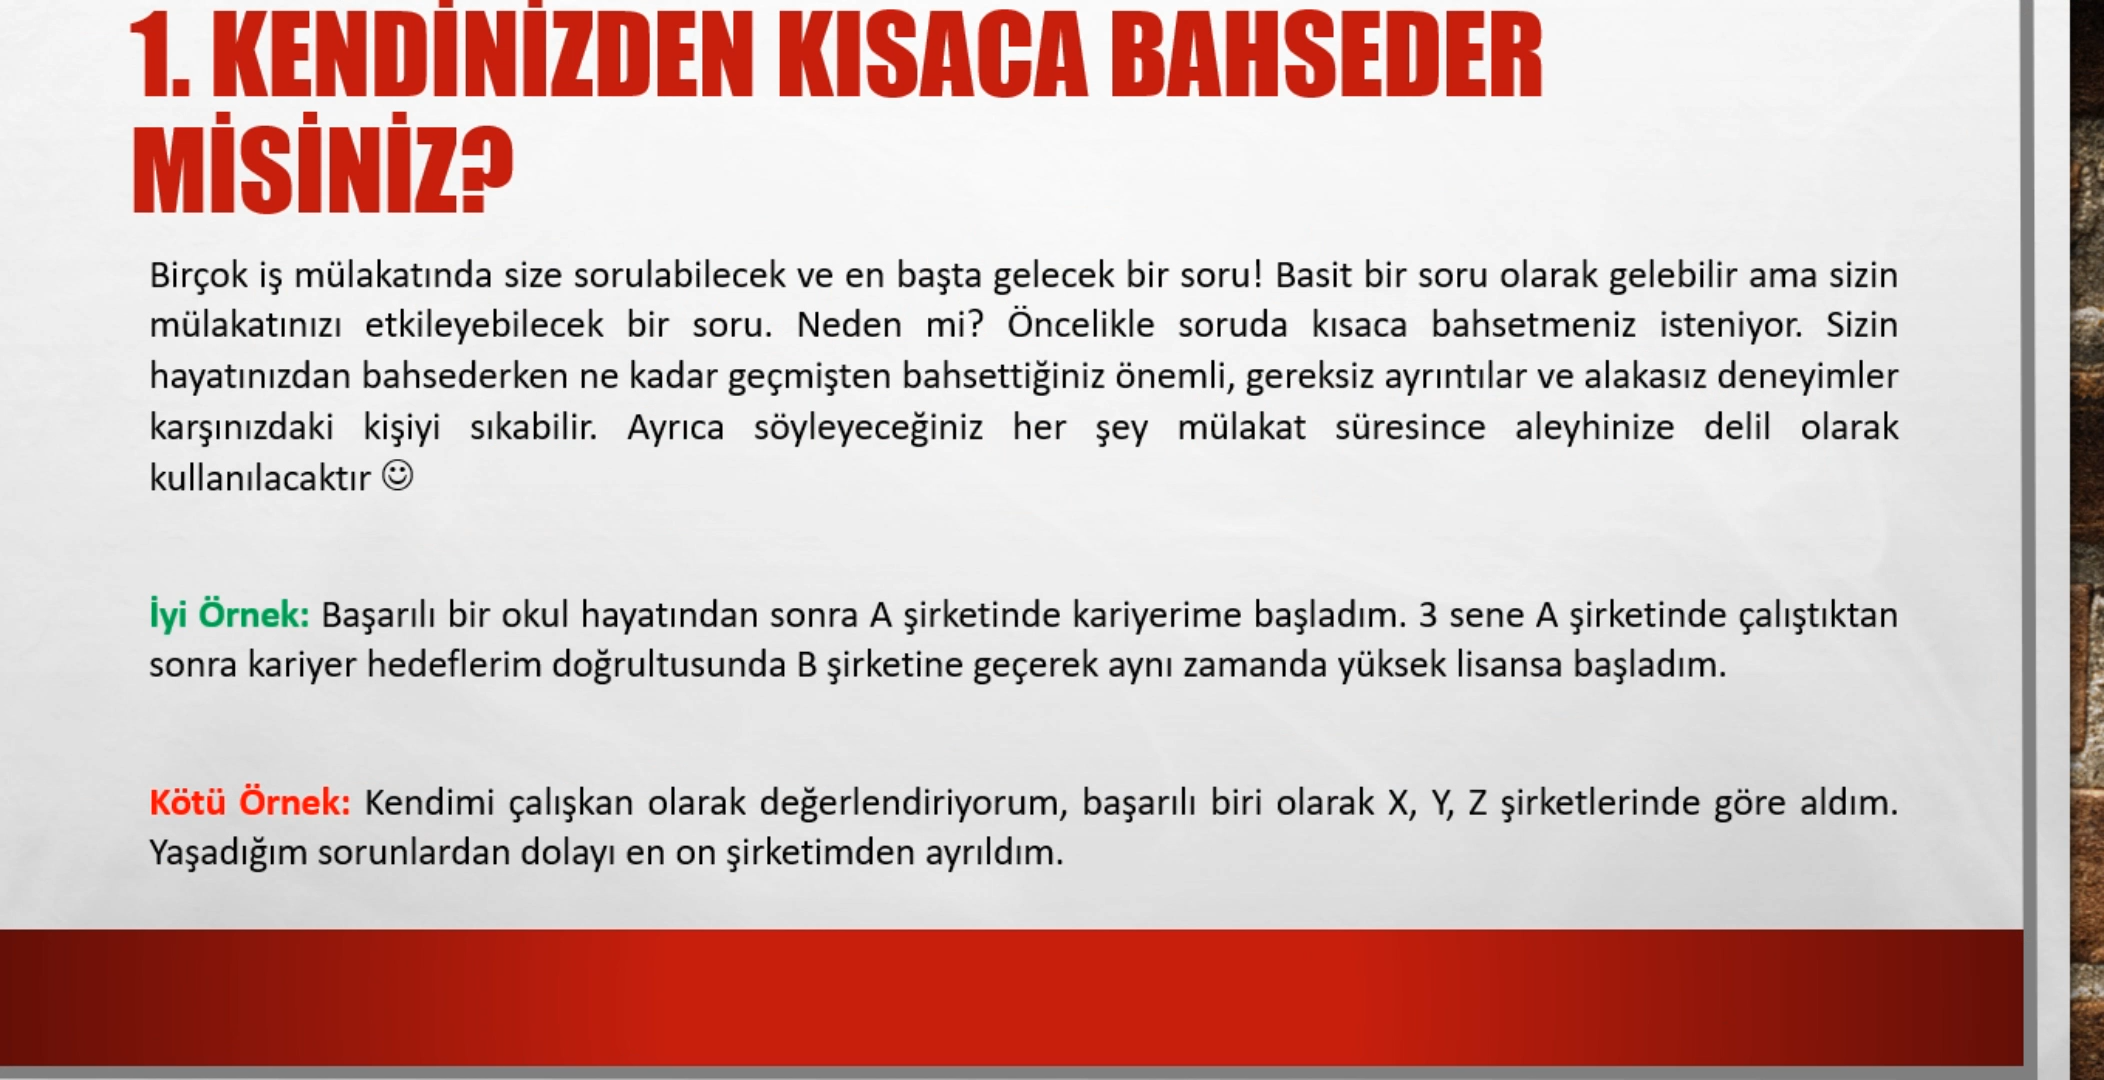 1. KENDİNİZDEN KISACA BAHSEDER
MİSİNİZ?
Birçok iş mülakatında size sorulabilecek ve en başta gelecek bir soru! Basit bir soru olarak gelebilir ama sizin
mülakatınızı etkileyebilecek bir soru. Neden mi? Öncelikle soruda kısaca bahsetmeniz isteniyor. Sizin
hayatınızdan bahsederken ne kadar geçmişten bahsettiğiniz önemli, gereksiz ayrıntılar ve alakasız deneyimler
karşınızdaki kişiyi sıkabilir. Ayrıca söyleyeceğiniz her şey mülakat süresince aleyhinize delil olarak
kullanılacaktır ☺
İyi Örnek: Başarılı bir okul hayatından sonra A şirketinde kariyerime başladım. 3 sene A şirketinde çalıştıktan
sonra kariyer hedeflerim doğrultusunda B şirketine geçerek aynı zamanda yüksek lisansa başladım.
Kötü Örnek: Kendimi çalışkan olarak değerlendiriyorum, başarılı biri olarak X, Y, Z şirketlerinde göre aldım.
Yaşadığım sorunlardan dolayı en on şirketimden ayrıldım.